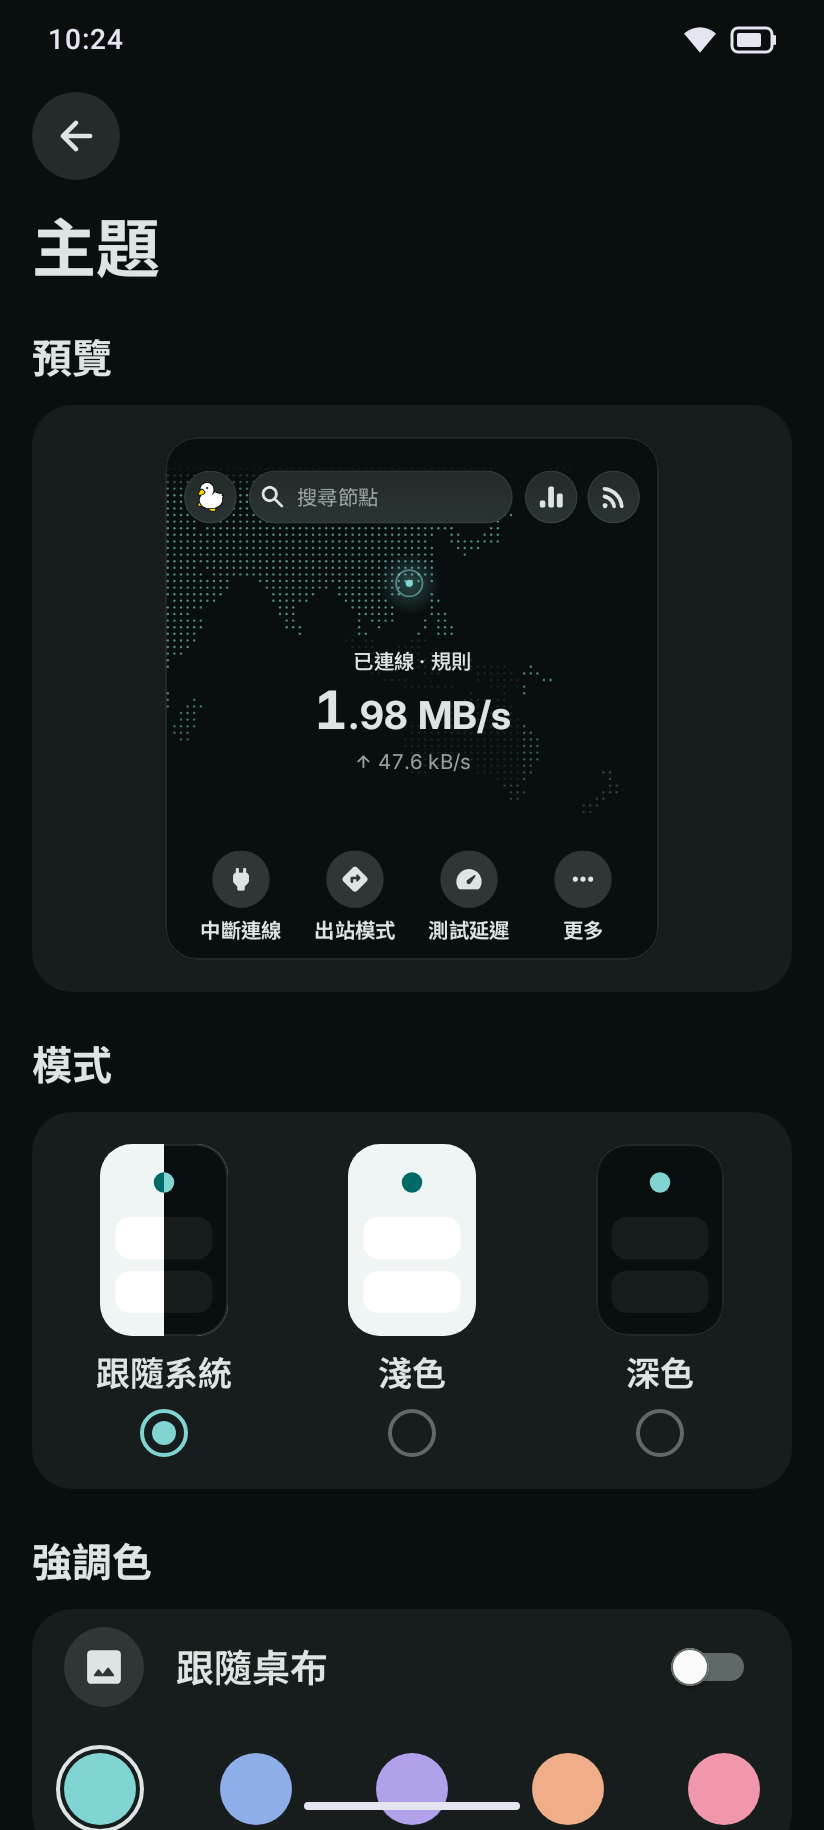 10:24
主題
預覽
搜尋節點
已連線 · 規則
1.98 MB/s
↑ 47.6 kB/s
中斷連線 出站模式 測試延遲 更多
模式
跟隨系統 淺色 深色
強調色
跟隨桌布